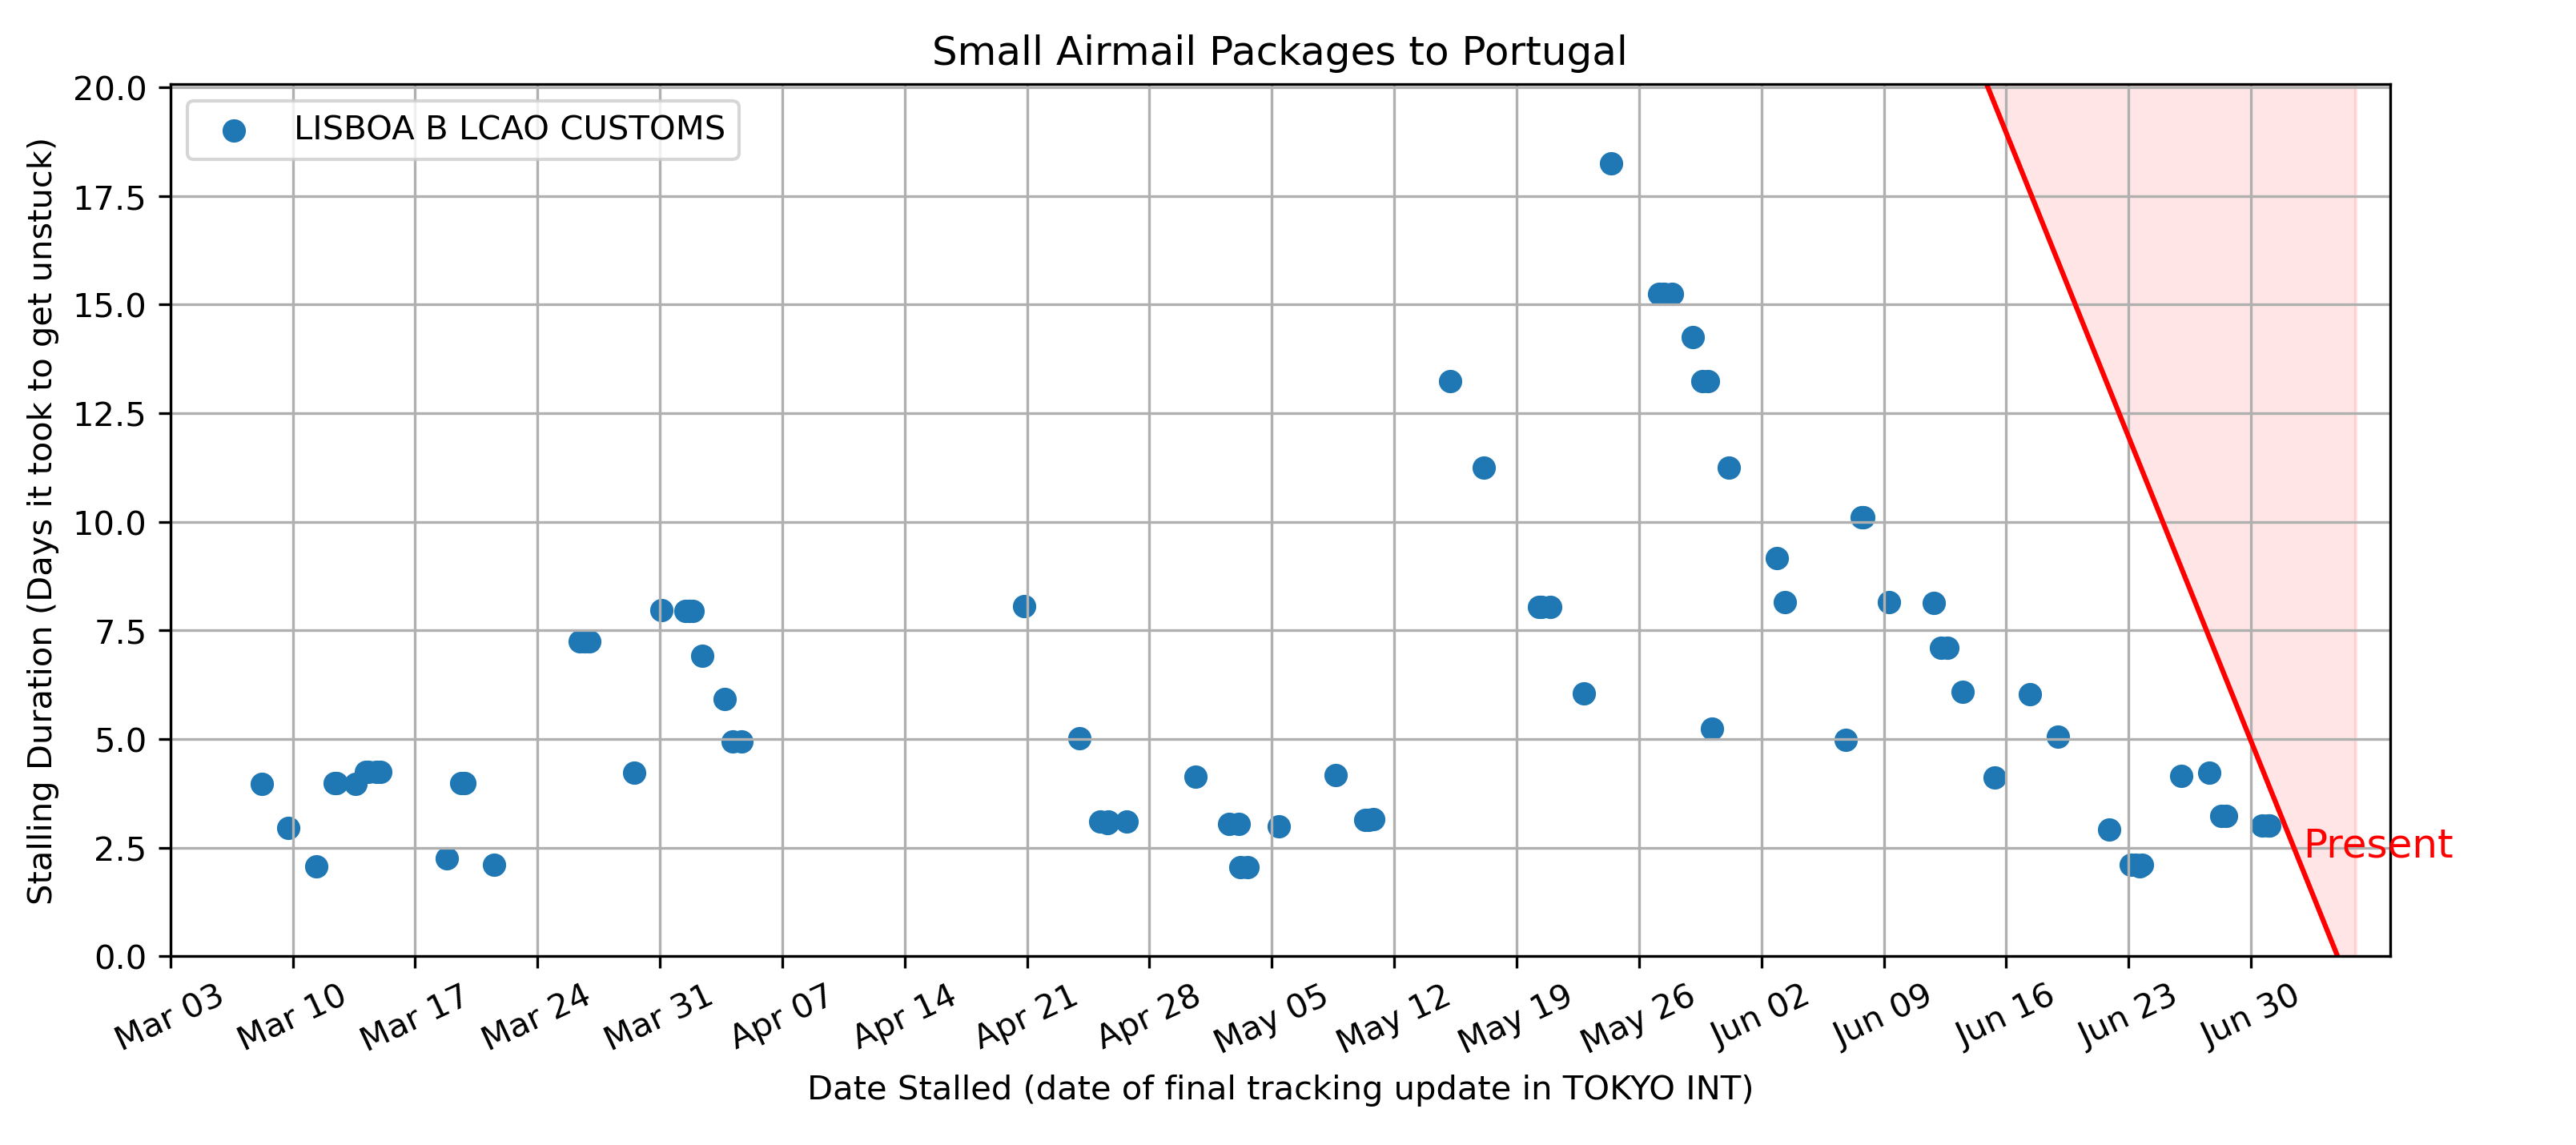 Small Airmail Packages to Portugal
LISBOA B LCAO CUSTOMS
Stalling Duration (Days it took to get unstuck)
20.0
17.5
15.0
12.5
10.0
7.5
5.0
2.5
0.0
Present
Mar 03
Mar 10
Mar 17
Mar 24
Mar 31
Apr 07
Apr 14
Apr 21
Apr 28
May 05
May 12
May 19
May 26
Jun 02
Jun 09
Jun 16
Jun 23
Jun 30
Date Stalled (date of final tracking update in TOKYO INT)